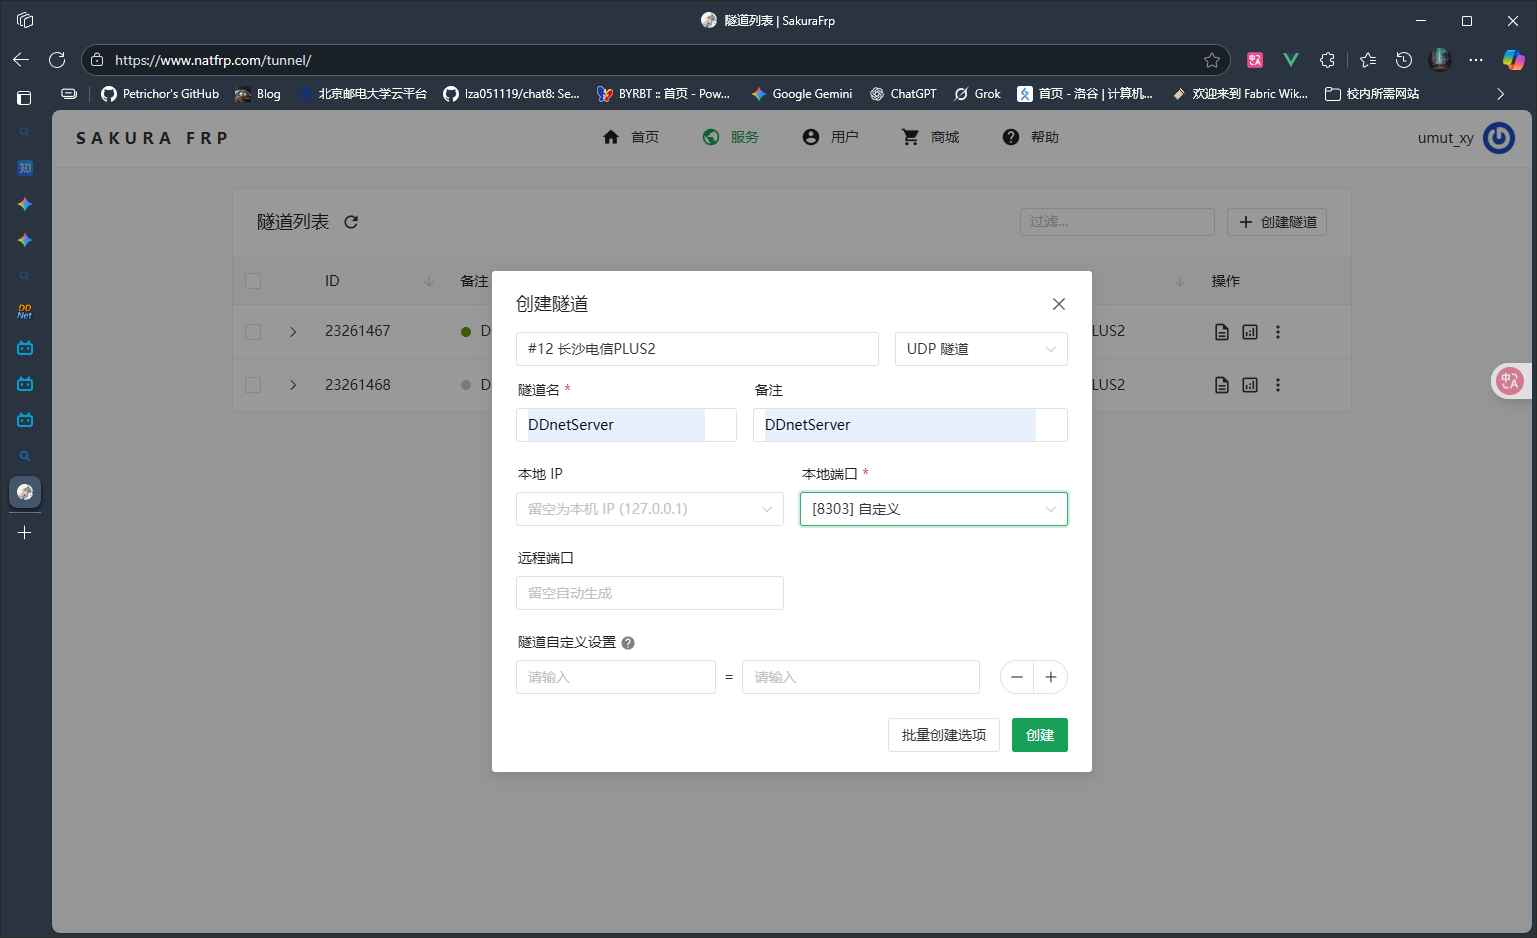 隧道列表 | SakuraFrp
https://www.natfrp.com/tunnel/
Petrichor's GitHub
Blog
北京邮电大学云平台
lza051119/chat8: Se...
BYRBT :: 首页 - Pow...
Google Gemini
ChatGPT
Grok
首页 - 洛谷 | 计算机...
欢迎来到 Fabric Wik...
校内所需网站
知
DD
Net
SAKURA FRP
首页
服务
用户
商城
帮助
umut_xy
隧道列表
过滤...
创建隧道
ID
备注
操作
23261467
D
LUS2
23261468
D
LUS2
中A
创建隧道
#12 长沙电信PLUS2
UDP 隧道
隧道名 *
备注
DDnetServer
DDnetServer
本地 IP
本地端口 *
留空为本机 IP (127.0.0.1)
[8303] 自定义
远程端口
留空自动生成
隧道自定义设置 ?
请输入
=
请输入
批量创建选项
创建